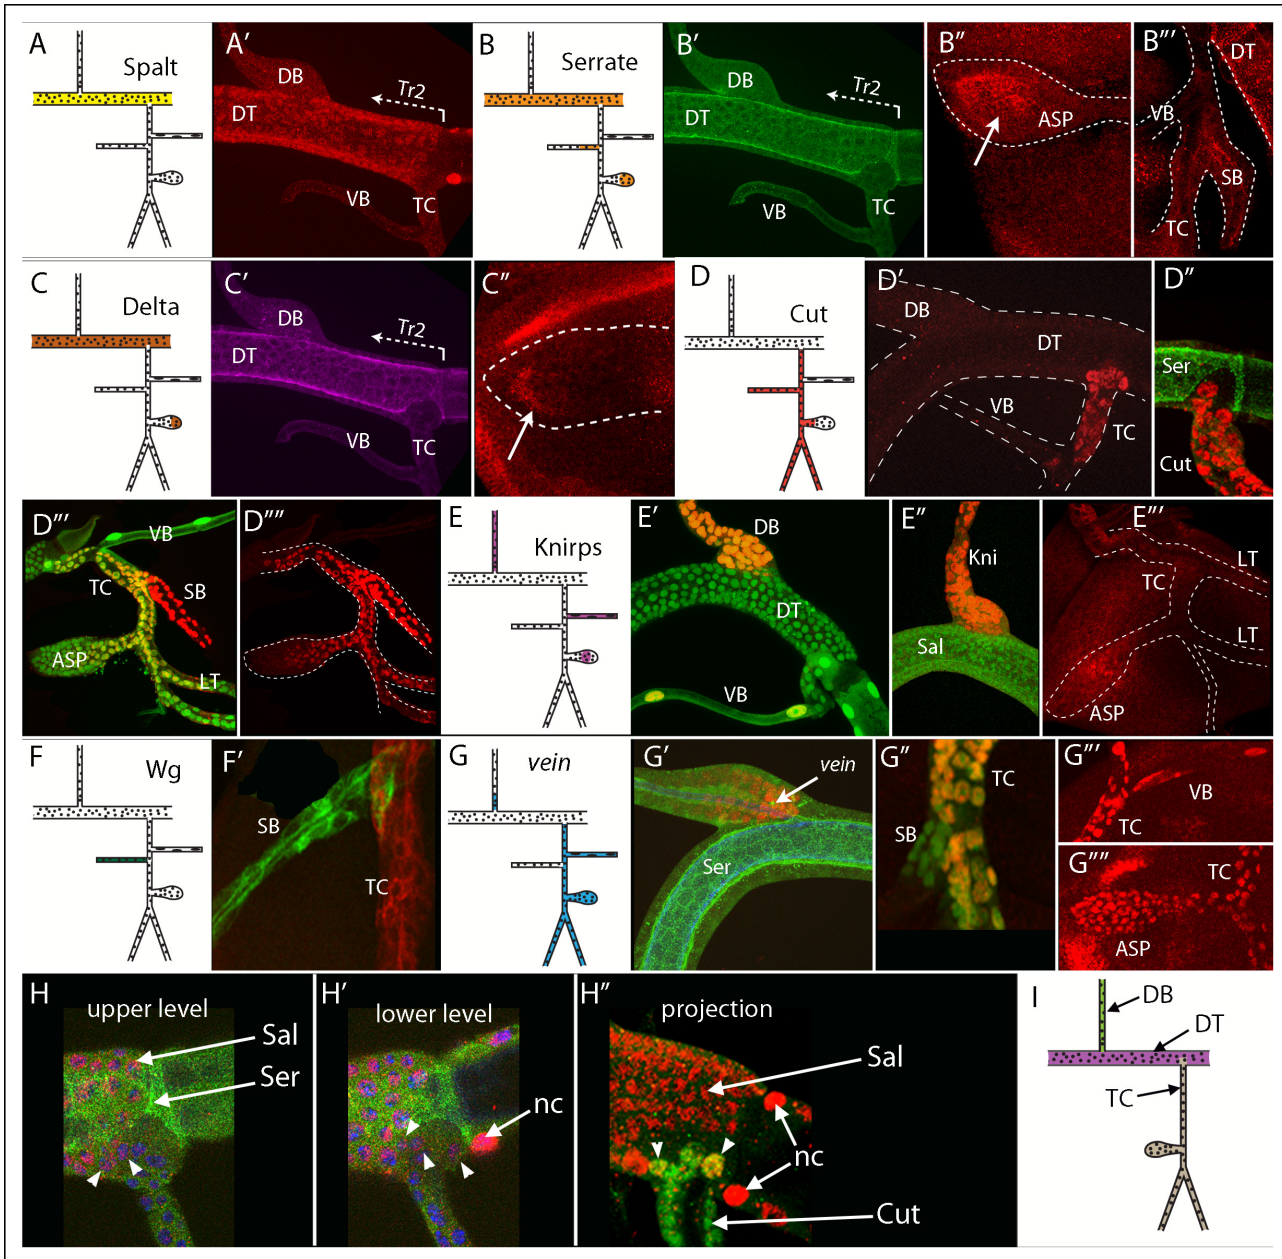 A
Spalt
A′
DB
Tr2
DT
VB
TC
B
Serrate
B′
DB
Tr2
DT
VB
TC
B″
ASP
B‴
DT
VB
SB
TC
C
Delta
C′
DB
Tr2
DT
VB
TC
C″
D
Cut
D′
DB
DT
VB
TC
D″
Ser
Cut
D‴
VB
TC
SB
ASP
LT
D⁗
E
Knirps
E′
DB
DT
VB
E″
Kni
Sal
E‴
LT
TC
LT
ASP
F
Wg
F′
SB
TC
G
vein
G′
vein
Ser
G″
TC
SB
G‴
VB
TC
G⁗
TC
ASP
H
upper level
Sal
Ser
H′
lower level
nc
H″
projection
Sal
nc
Cut
I
DB
DT
TC